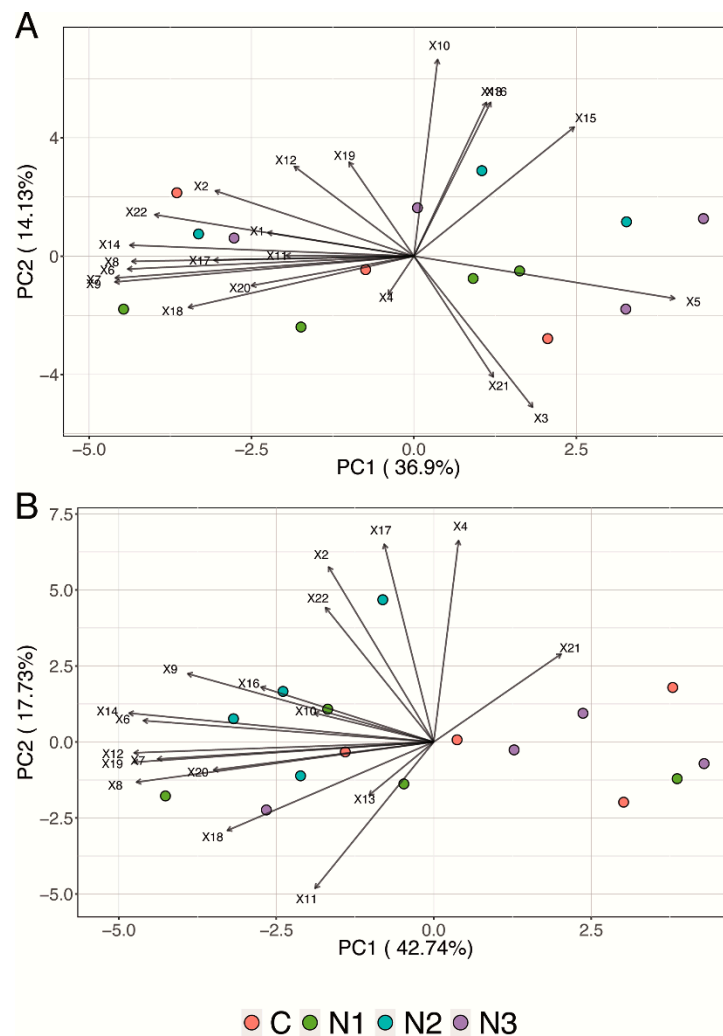 A
X10
X13 X16
X15
X12
X19
X2
X22
X1
X14
X8
X6
X17
X11
X7
X9
X20
X18
X4
X5
X21
X3
4
0
-4
PC2 ( 14.13%)
-5.0
-2.5
0.0
2.5
PC1 ( 36.9%)
B
7.5
5.0
2.5
0.0
-2.5
-5.0
PC2 ( 17.73%)
X17
X4
X2
X22
X21
X9
X16
X14
X6
X10
X12
X19
X7
X8
X20
X13
X18
X11
-5.0
-2.5
0.0
2.5
PC1 ( 42.74%)
C N1 N2 N3